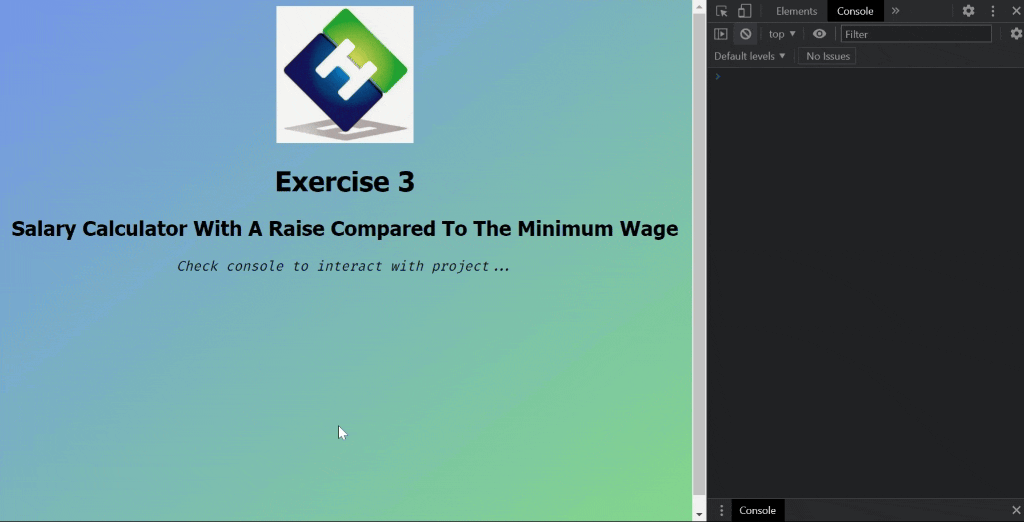 H
Exercise 3
Salary Calculator With A Raise Compared To The Minimum Wage
Check console to interact with project...
Elements Console »
top ▼ Filter
Default levels ▼ No Issues
>
Console